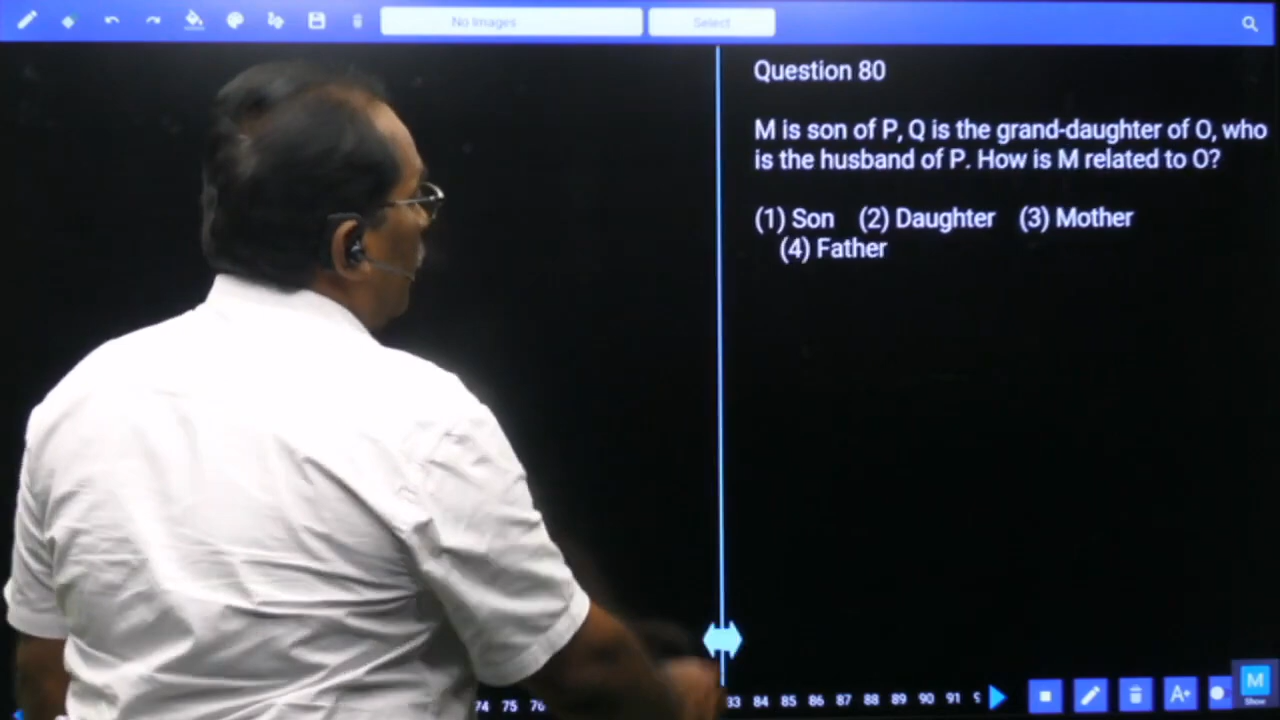 No Images
Select
Question 80
M is son of P, Q is the grand-daughter of O, who
is the husband of P. How is M related to O?
(1) Son (2) Daughter (3) Mother
(4) Father
74 75 76 83 84 85 86 87 88 89 90 91
A+
M
Show